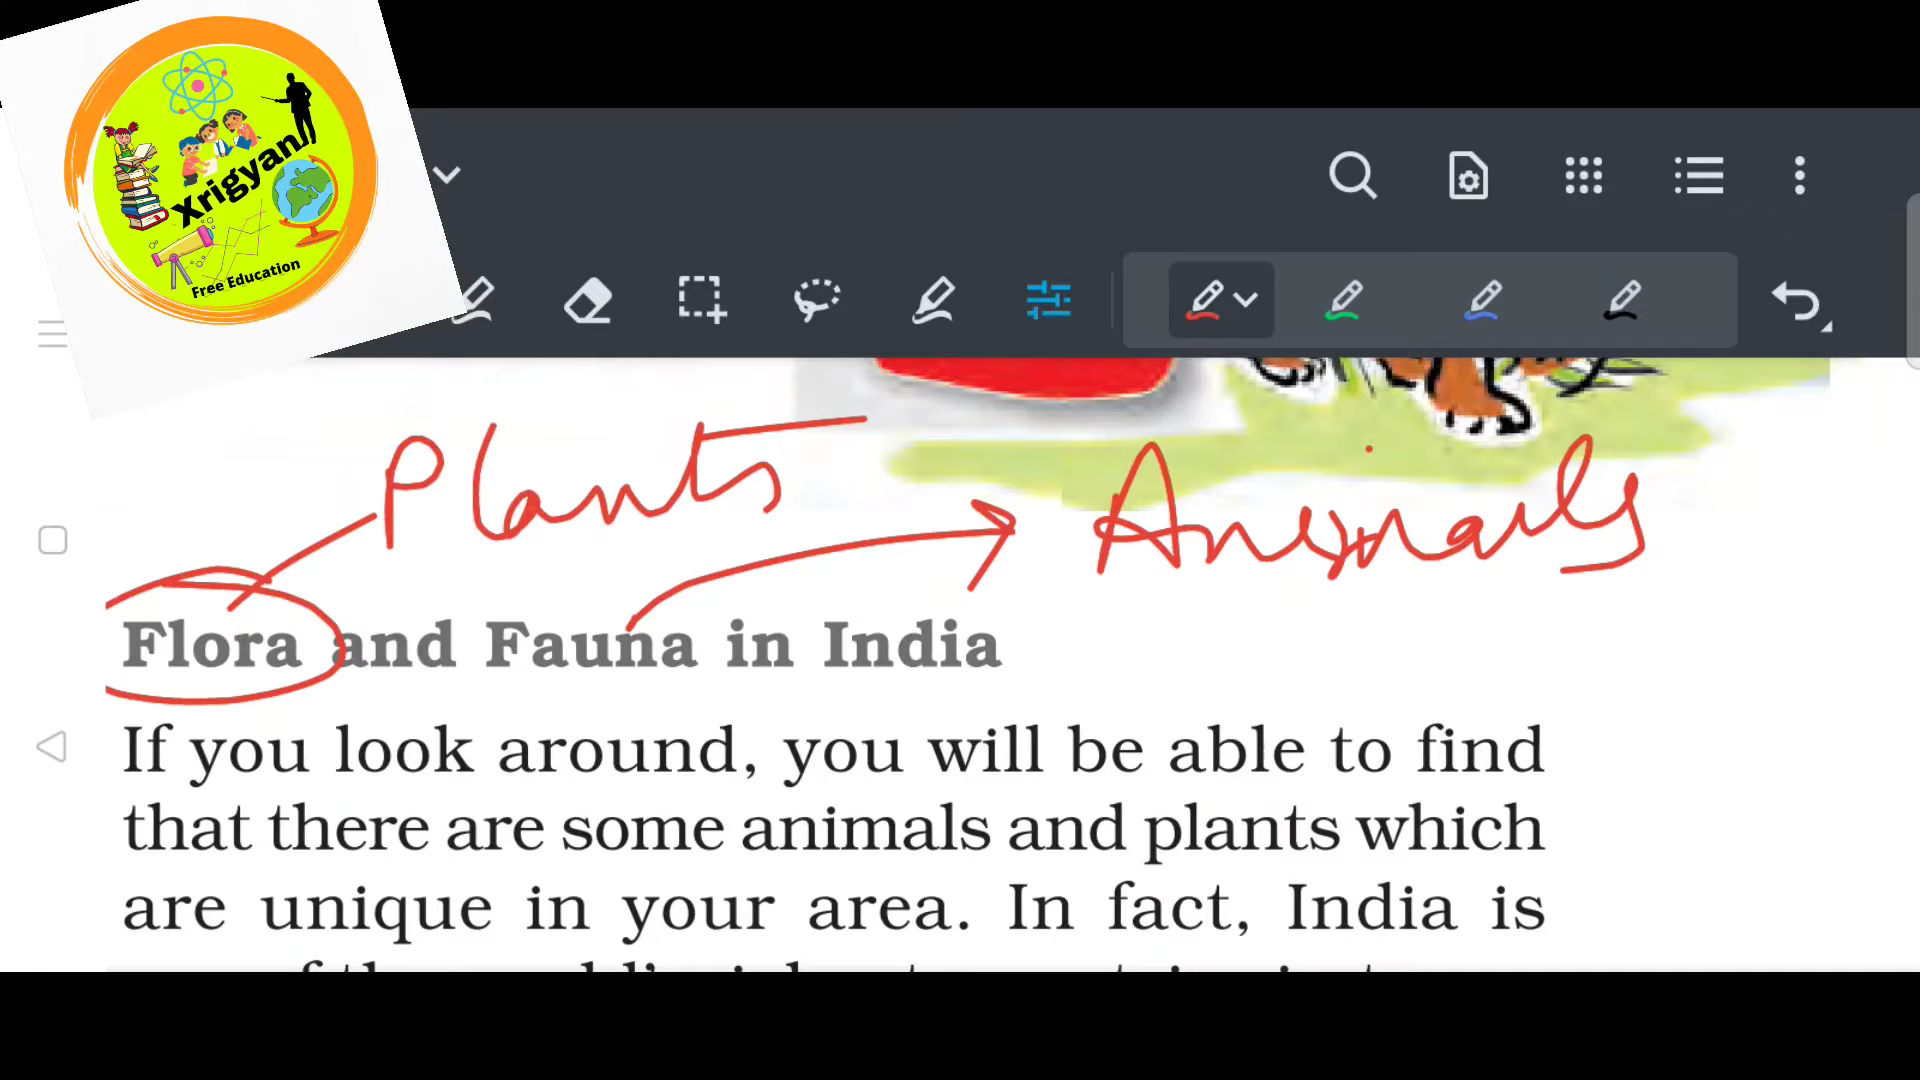 Xrigyan
Free Education
Plants
Animals
Flora and Fauna in India
If you look around, you will be able to find
that there are some animals and plants which
are unique in your area. In fact, India is